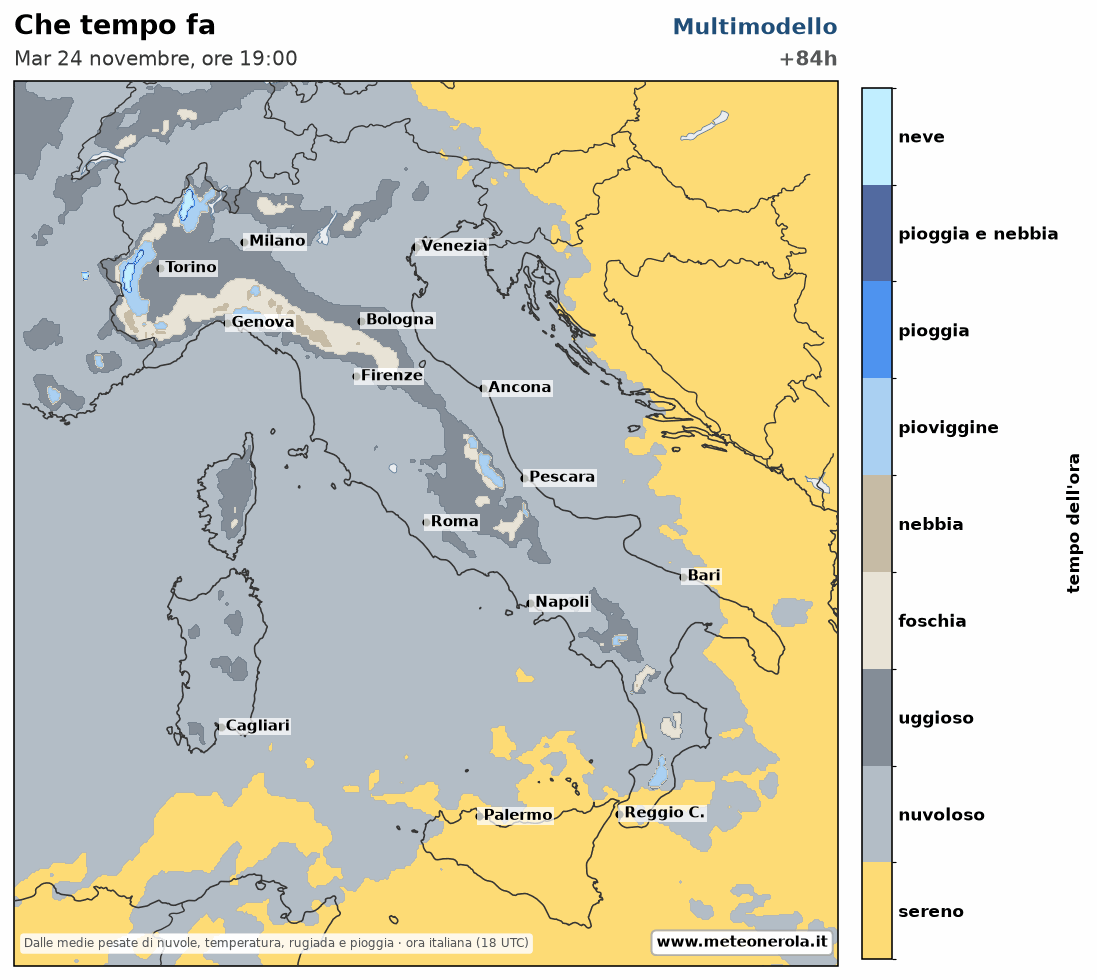 Che tempo fa
Multimodello
Mar 24 novembre, ore 19:00
+84h
neve
pioggia e nebbia
pioggia
pioviggine
nebbia
foschia
uggioso
nuvoloso
sereno
tempo dell'ora
Milano
Venezia
Torino
Genova
Bologna
Firenze
Ancona
Pescara
Roma
Bari
Napoli
Cagliari
Palermo
Reggio C.
Dalle medie pesate di nuvole, temperatura, rugiada e pioggia · ora italiana (18 UTC)
www.meteonerola.it